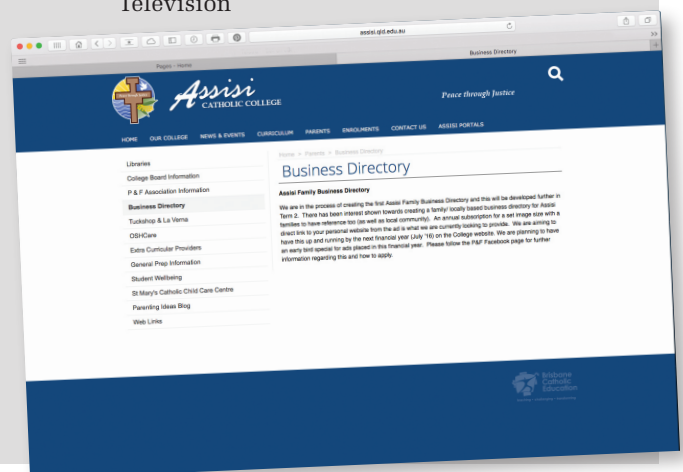 Television
assisi.qld.edu.au
Pages - Home
Business Directory
Assisi
CATHOLIC COLLEGE
Peace through Justice
HOME OUR COLLEGE NEWS & EVENTS CURRICULUM PARENTS ENROLMENTS CONTACT US ASSISI PORTALS
Home > Parents > Business Directory
Libraries
College Board Information
P & F Association Information
Business Directory
Tuckshop & La Verna
OSHCare
Extra Curricular Providers
General Prep Information
Student Wellbeing
St Mary's Catholic Child Care Centre
Parenting Ideas Blog
Web Links
Business Directory
Assisi Family Business Directory
We are in the process of creating the first Assisi Family Business Directory and this will be developed further in
Term 2. There has been interest shown towards creating a family/ locally based business directory for Assisi
families to have reference too (as well as local community). An annual subscription for a set image size with a
direct link to your personal website from the ad is what we are currently looking to provide. We are aiming to
have this up and running by the next financial year (July '16) on the College website. We are planning to have
an early bird special for ads placed in this financial year. Please follow the P&F Facebook page for further
information regarding this and how to apply.
Brisbane
Catholic
Education